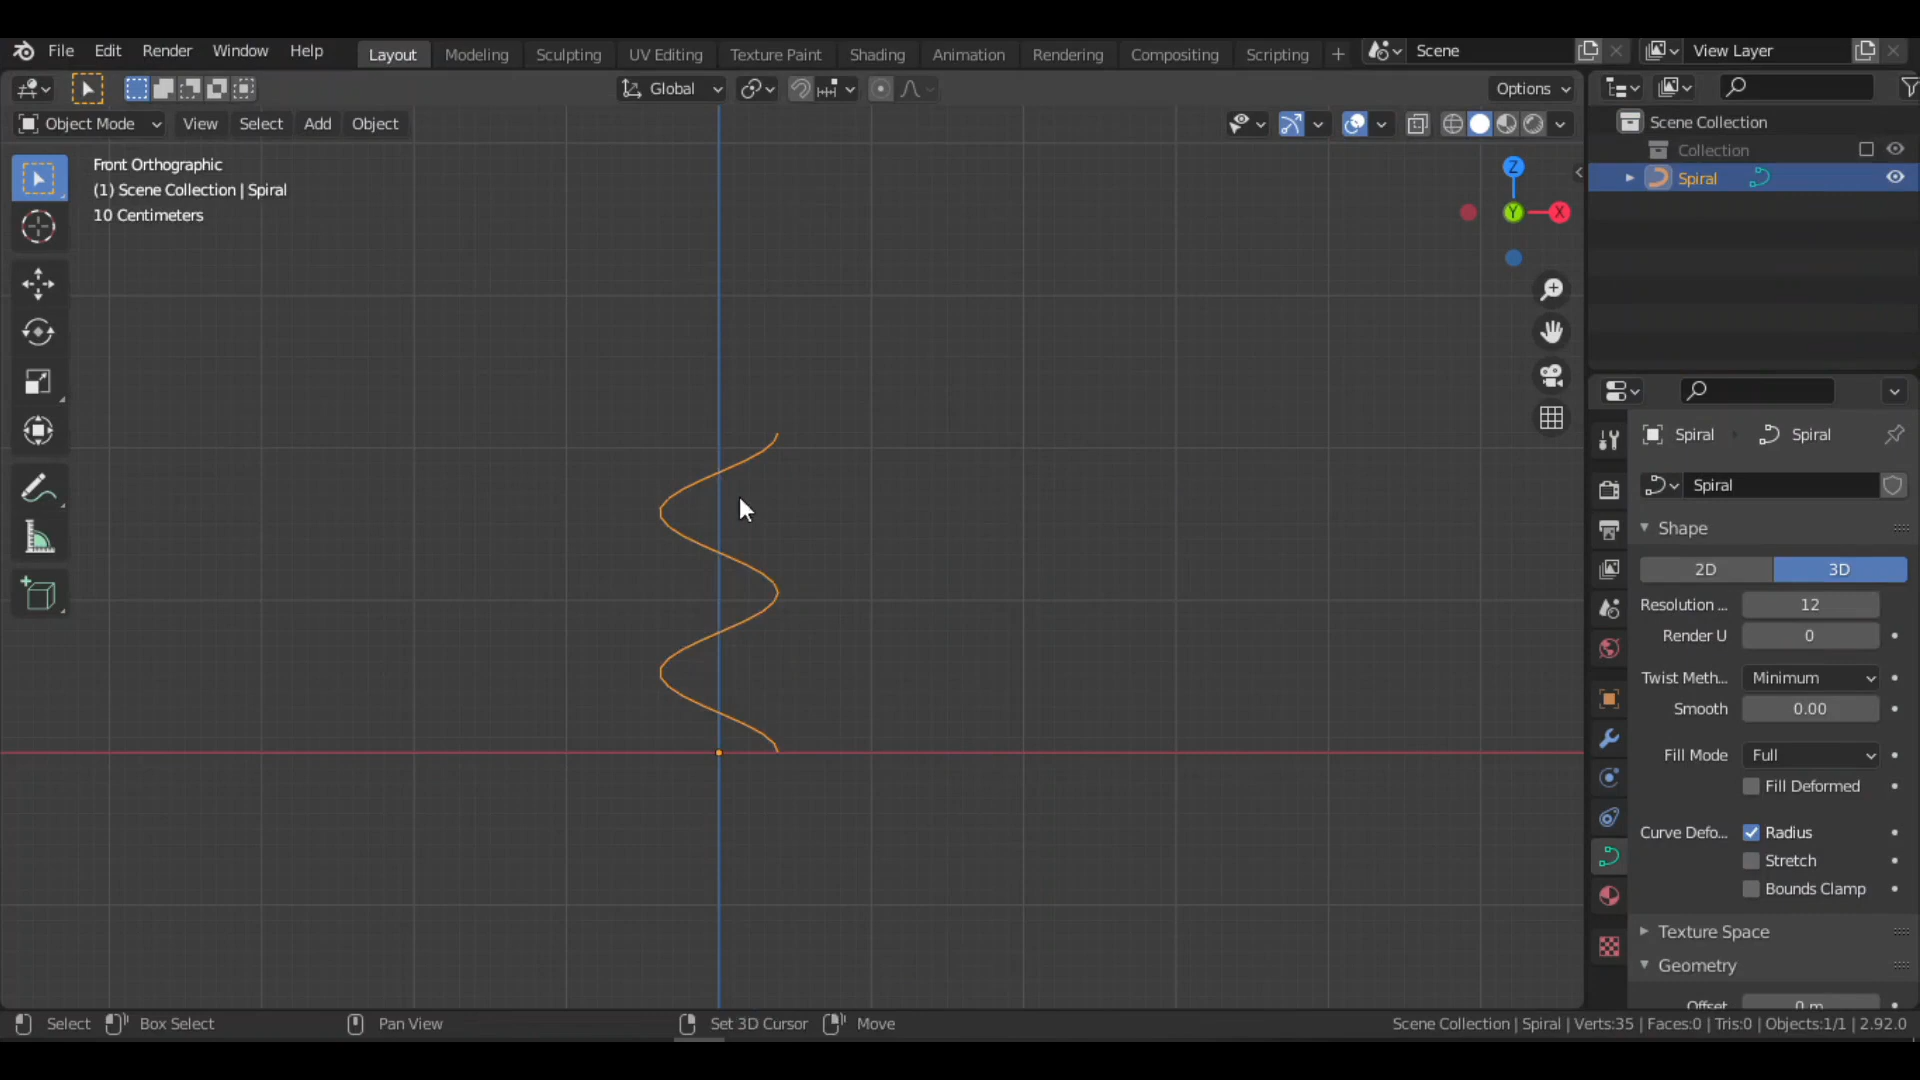 File Edit Render Window Help Layout Modeling Sculpting UV Editing Texture Paint Shading Animation Rendering Compositing Scripting + Scene View Layer
Global Options
Object Mode View Select Add Object
Front Orthographic
(1) Scene Collection | Spiral
10 Centimeters
Z
Y
X
Scene Collection
Collection
Spiral
Spiral Spiral
Spiral
Shape
2D 3D
Resolution ... 12
Render U 0
Twist Meth... Minimum
Smooth 0.00
Fill Mode Full
Fill Deformed
Curve Defo... Radius
Stretch
Bounds Clamp
Texture Space
Geometry
Offset 0 m
Select Box Select Pan View Set 3D Cursor Move Scene Collection | Spiral | Verts:35 | Faces:0 | Tris:0 | Objects:1/1 | 2.92.0